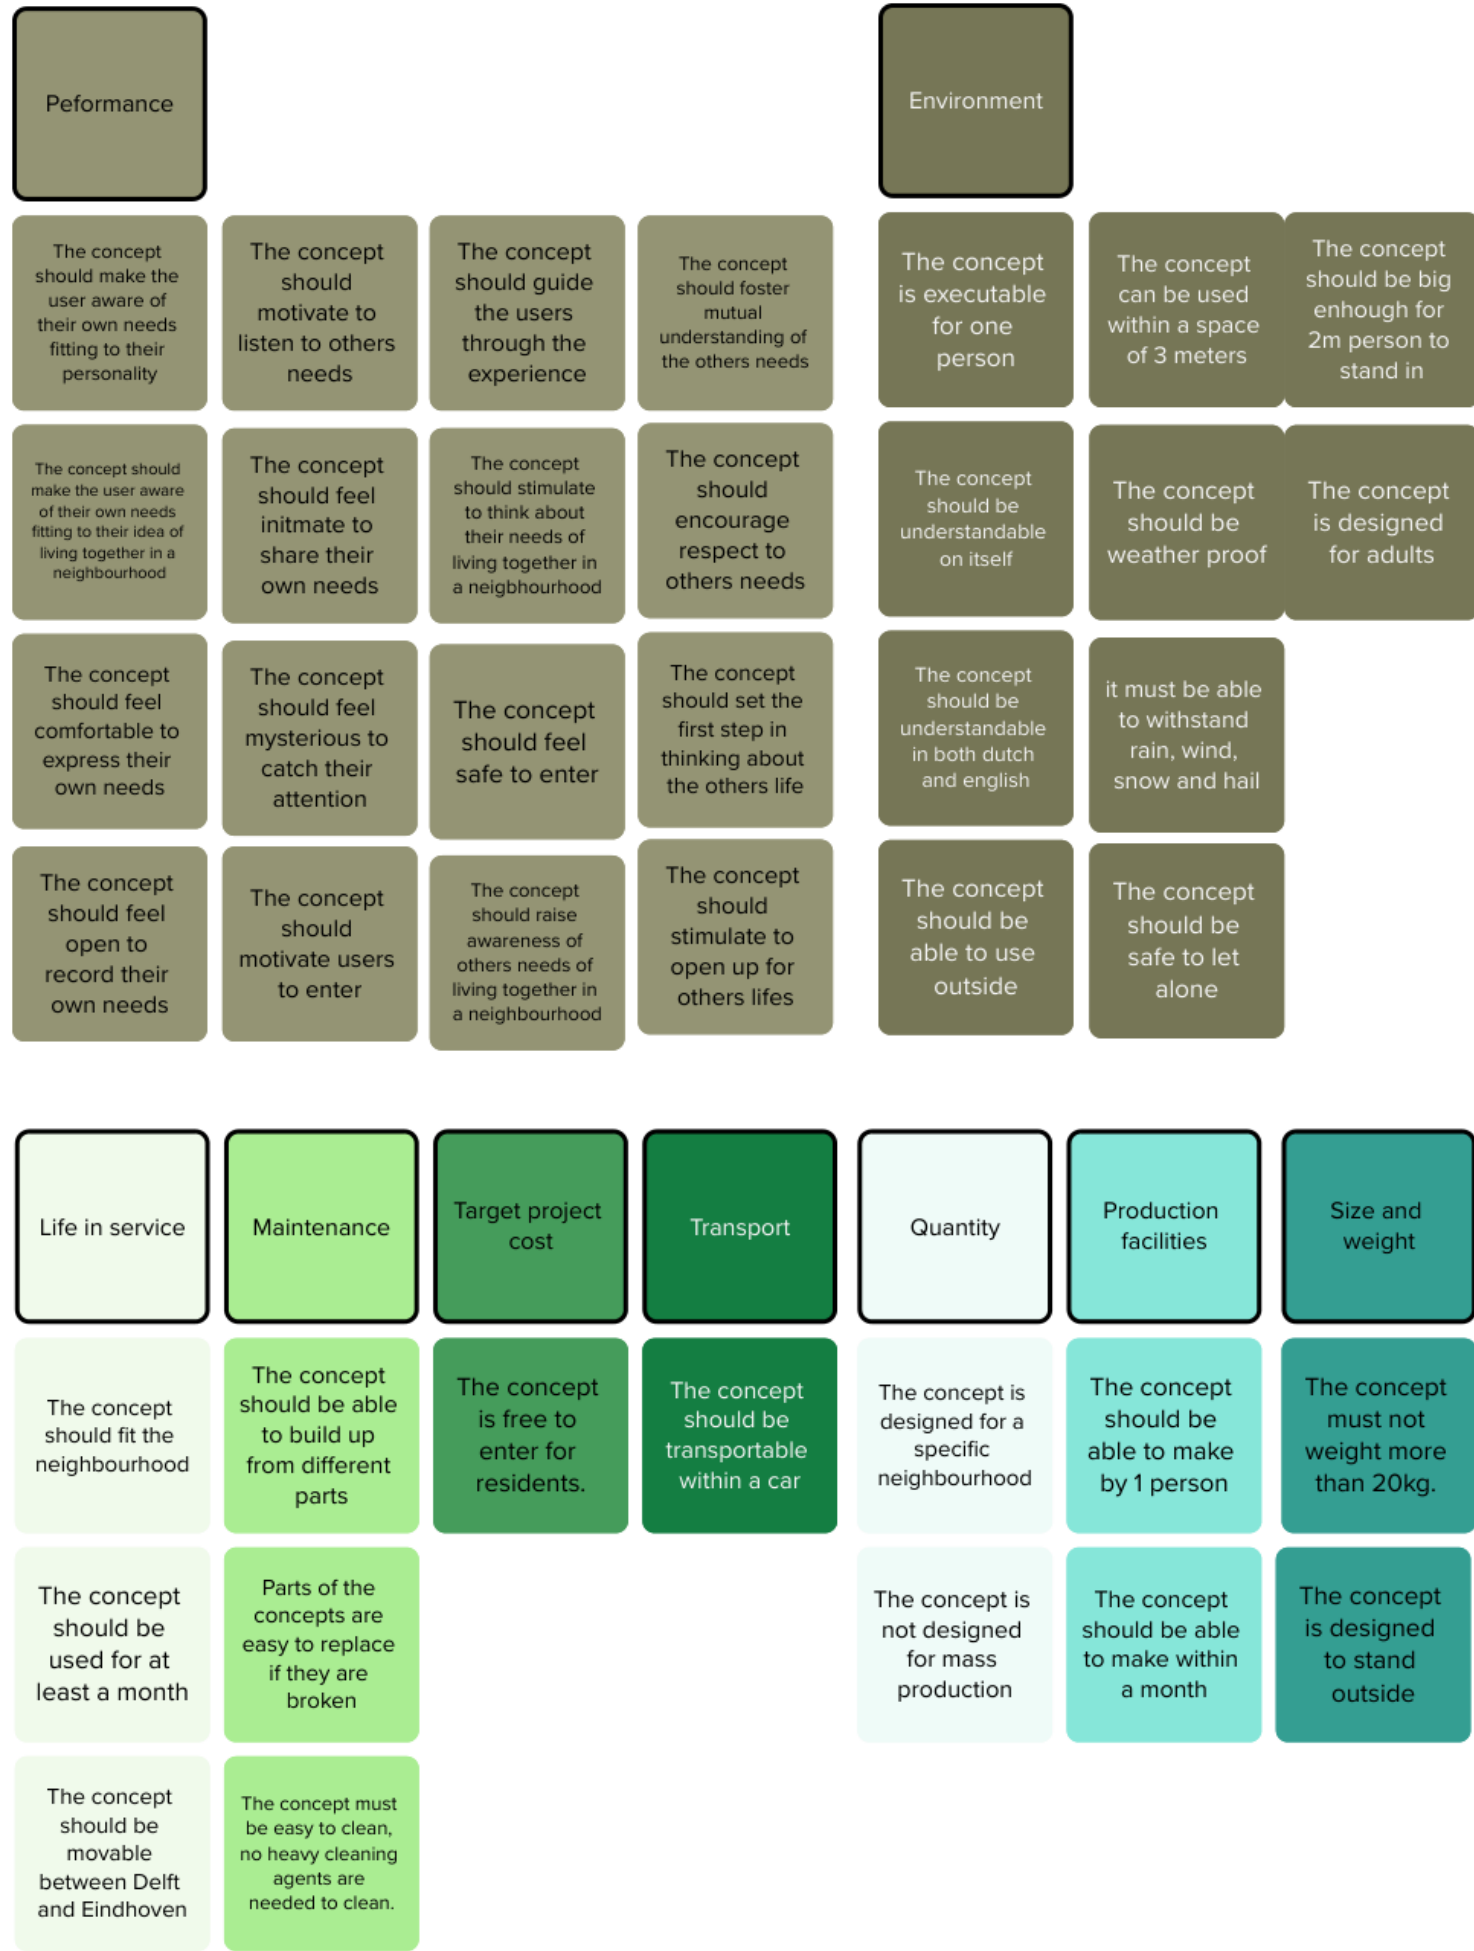 Peformance
The concept
should make the
user aware of
their own needs
fitting to their
personality
The concept
should
motivate to
listen to others
needs
The concept
should guide
the users
through the
experience
The concept
should foster
mutual
understanding of
the others needs
The concept should
make the user aware
of their own needs
fitting to their idea of
living together in a
neighbourhood
The concept
should feel
initmate to
share their
own needs
The concept
should stimulate
to think about
their needs of
living together in
a neigbhourhood
The concept
should
encourage
respect to
others needs
The concept
should feel
comfortable to
express their
own needs
The concept
should feel
mysterious to
catch their
attention
The concept
should feel
safe to enter
The concept
should set the
first step in
thinking about
the others life
The concept
should feel
open to
record their
own needs
The concept
should
motivate users
to enter
The concept
should raise
awareness of
others needs of
living together in
a neighbourhood
The concept
should
stimulate to
open up for
others lifes
Environment
The concept
is executable
for one
person
The concept
can be used
within a space
of 3 meters
The concept
should be big
enhough for
2m person to
stand in
The concept
should be
understandable
on itself
The concept
should be
weather proof
The concept
is designed
for adults
The concept
should be
understandable
in both dutch
and english
it must be able
to withstand
rain, wind,
snow and hail
The concept
should be
able to use
outside
The concept
should be
safe to let
alone
Life in service
The concept
should fit the
neighbourhood
The concept
should be
used for at
least a month
The concept
should be
movable
between Delft
and Eindhoven
Maintenance
The concept
should be able
to build up
from different
parts
Parts of the
concepts are
easy to replace
if they are
broken
The concept must
be easy to clean,
no heavy cleaning
agents are
needed to clean.
Target project
cost
The concept
is free to
enter for
residents.
Transport
The concept
should be
transportable
within a car
Quantity
The concept is
designed for a
specific
neighbourhood
The concept is
not designed
for mass
production
Production
facilities
The concept
should be
able to make
by 1 person
The concept
should be able
to make within
a month
Size and
weight
The concept
must not
weight more
than 20kg.
The concept
is designed
to stand
outside